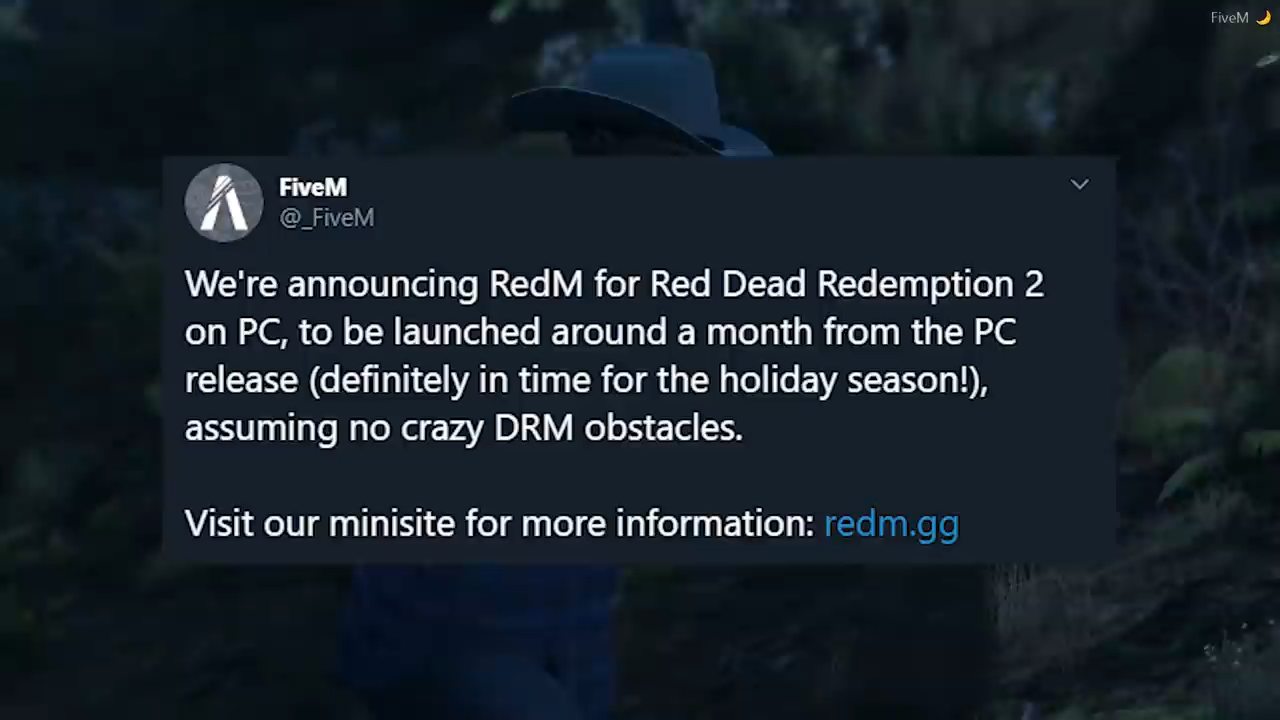 FiveM 🌙
FiveM
@_FiveM
We're announcing RedM for Red Dead Redemption 2
on PC, to be launched around a month from the PC
release (definitely in time for the holiday season!),
assuming no crazy DRM obstacles.
Visit our minisite for more information: redm.gg